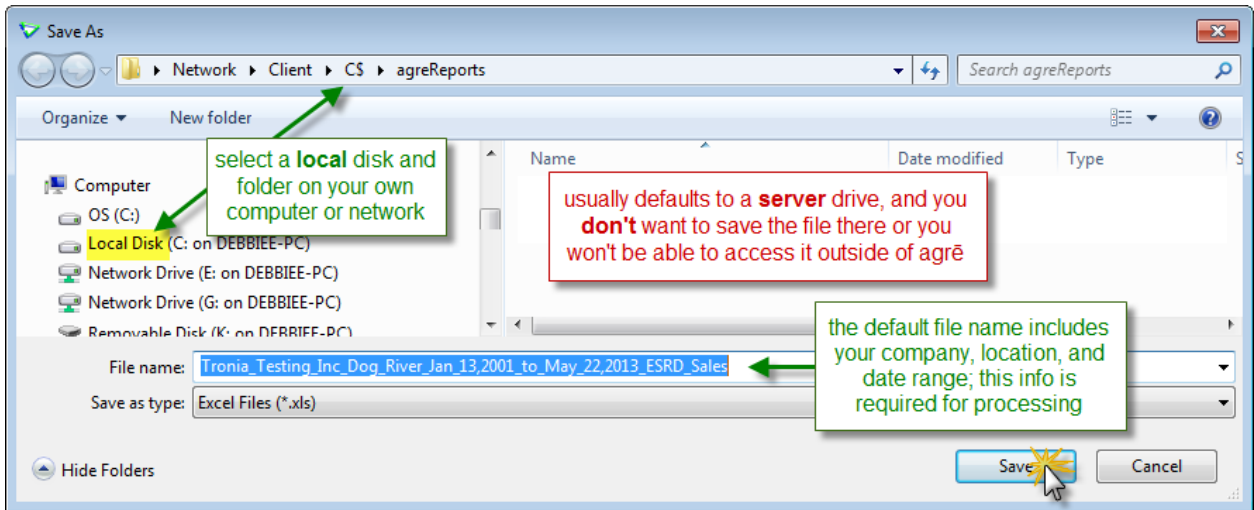 Save As
Network ▸ Client ▸ C$ ▸ agreReports
Search agreReports
Organize
New folder
select a local disk and
folder on your own
computer or network
Name
Date modified
Type
S
usually defaults to a server drive, and you
don't want to save the file there or you
won't be able to access it outside of agrē
Computer
OS (C:)
Local Disk (C: on DEBBIEE-PC)
Network Drive (E: on DEBBIEE-PC)
Network Drive (G: on DEBBIEE-PC)
Removable Disk (K: on DEBBIEE-PC)
the default file name includes
your company, location, and
date range; this info is
required for processing
File name: Tronia_Testing_Inc_Dog_River_Jan_13,2001_to_May_22,2013_ESRD_Sales
Save as type: Excel Files (*.xls)
Hide Folders
Save
Cancel